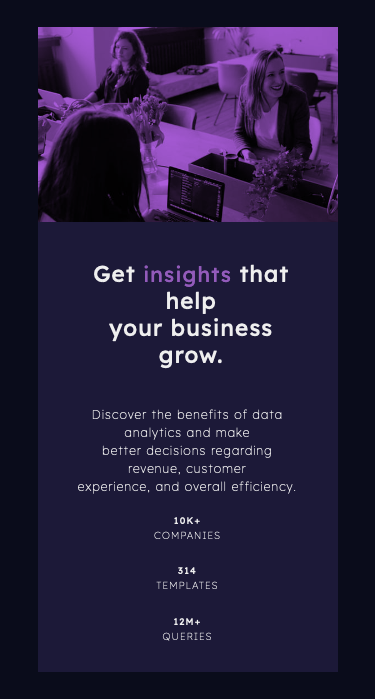 Get insights that
help
your business
grow.
Discover the benefits of data
analytics and make
better decisions regarding
revenue, customer
experience, and overall efficiency.
10K+
COMPANIES
314
TEMPLATES
12M+
QUERIES